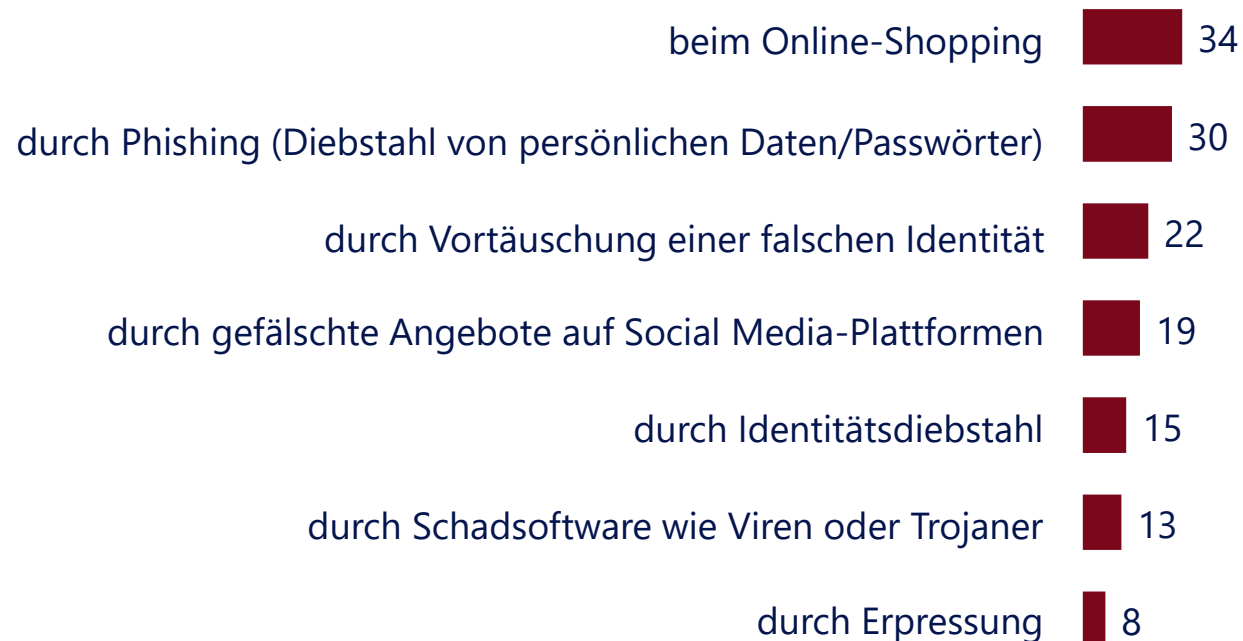 beim Online-Shopping 34
durch Phishing (Diebstahl von persönlichen Daten/Passwörter) 30
durch Vortäuschung einer falschen Identität 22
durch gefälschte Angebote auf Social Media-Plattformen 19
durch Identitätsdiebstahl 15
durch Schadsoftware wie Viren oder Trojaner 13
durch Erpressung 8